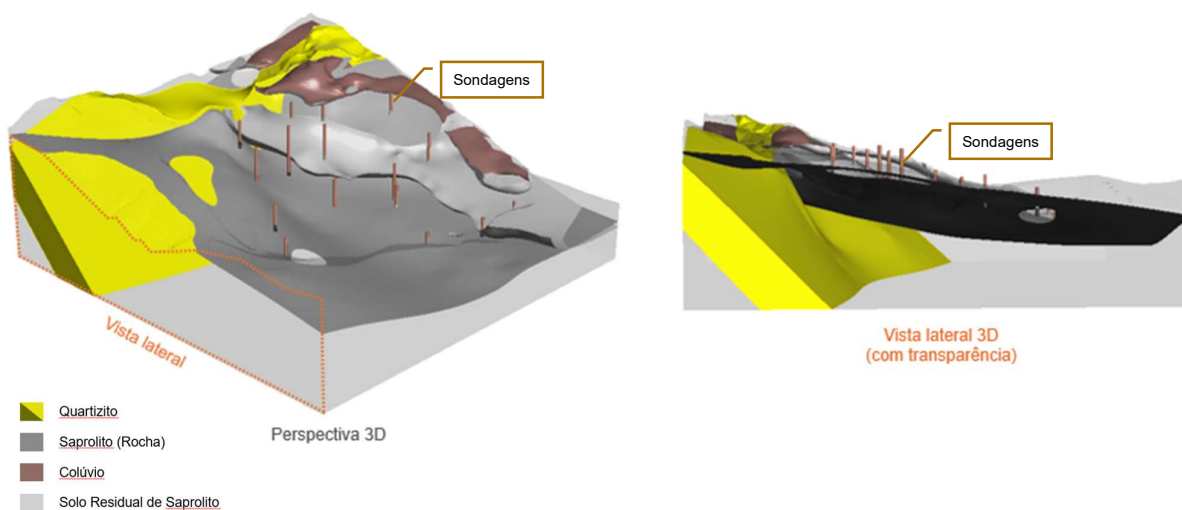 Sondagens
Sondagens
Vista lateral
Vista lateral 3D
(com transparência)
Perspectiva 3D
Quartizito
Saprolito (Rocha)
Colúvio
Solo Residual de Saprolito